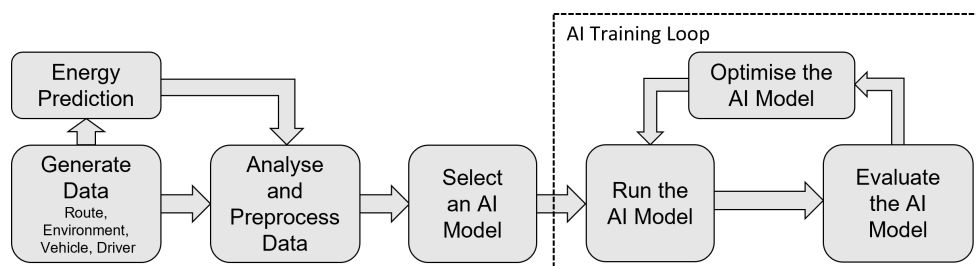 AI Training Loop
Energy
Prediction
Optimise the
AI Model
Generate
Data
Route,
Environment,
Vehicle, Driver
Analyse
and
Preprocess
Data
Select
an AI
Model
Run the
AI Model
Evaluate
the AI
Model